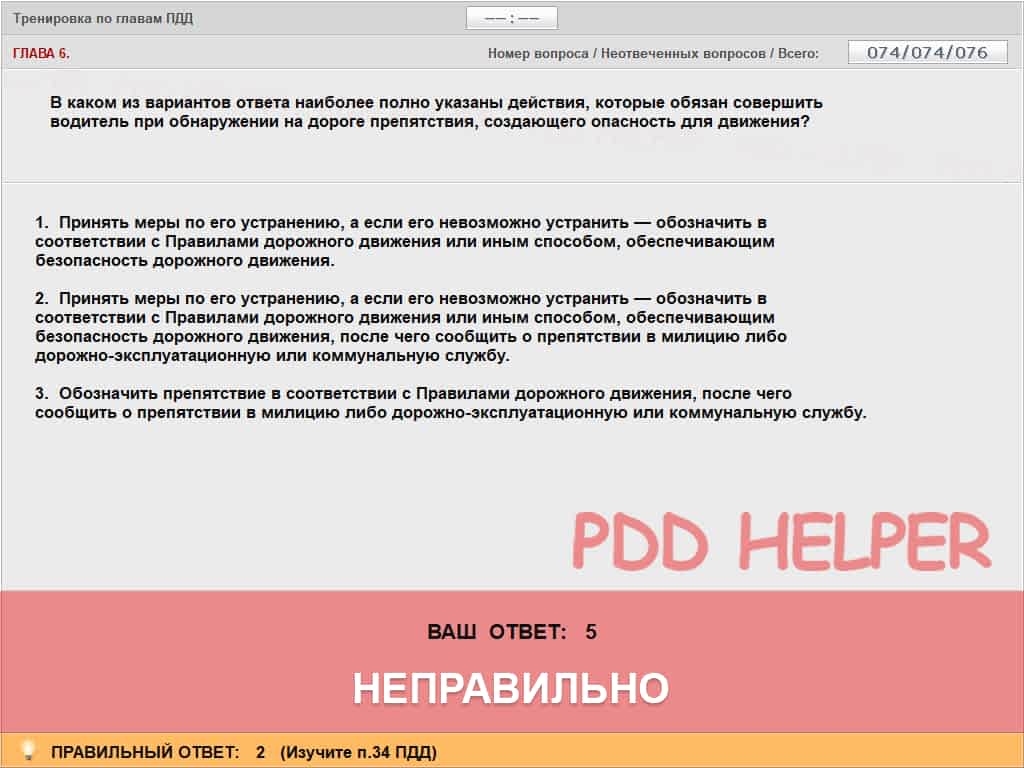 Тренировка по главам ПДД
—— : ——
ГЛАВА 6.
Номер вопроса / Неотвеченных вопросов / Всего:
074/074/076
В каком из вариантов ответа наиболее полно указаны действия, которые обязан совершить
водитель при обнаружении на дороге препятствия, создающего опасность для движения?
1. Принять меры по его устранению, а если его невозможно устранить — обозначить в
соответствии с Правилами дорожного движения или иным способом, обеспечивающим
безопасность дорожного движения.
2. Принять меры по его устранению, а если его невозможно устранить — обозначить в
соответствии с Правилами дорожного движения или иным способом, обеспечивающим
безопасность дорожного движения, после чего сообщить о препятствии в милицию либо
дорожно-эксплуатационную или коммунальную службу.
3. Обозначить препятствие в соответствии с Правилами дорожного движения, после чего
сообщить о препятствии в милицию либо дорожно-эксплуатационную или коммунальную службу.
PDD HELPER
ВАШ ОТВЕТ: 5
НЕПРАВИЛЬНО
ПРАВИЛЬНЫЙ ОТВЕТ: 2 (Изучите п.34 ПДД)